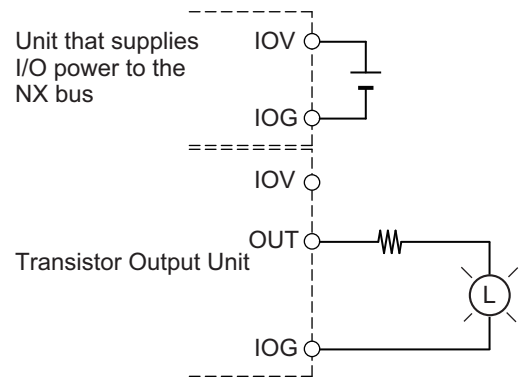 Unit that supplies
I/O power to the
NX bus
IOV
IOG
IOV
OUT
Transistor Output Unit
L
IOG